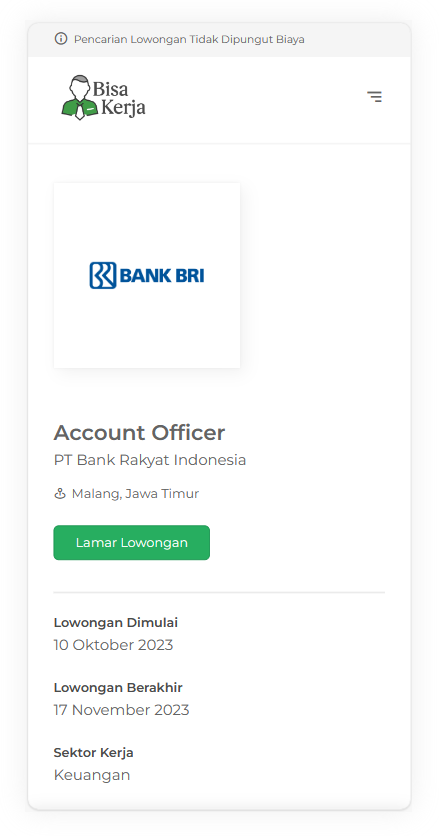 Pencarian Lowongan Tidak Dipungut Biaya
Bisa
Kerja
BANK BRI
Account Officer
PT Bank Rakyat Indonesia
Malang, Jawa Timur
Lamar Lowongan
Lowongan Dimulai
10 Oktober 2023
Lowongan Berakhir
17 November 2023
Sektor Kerja
Keuangan